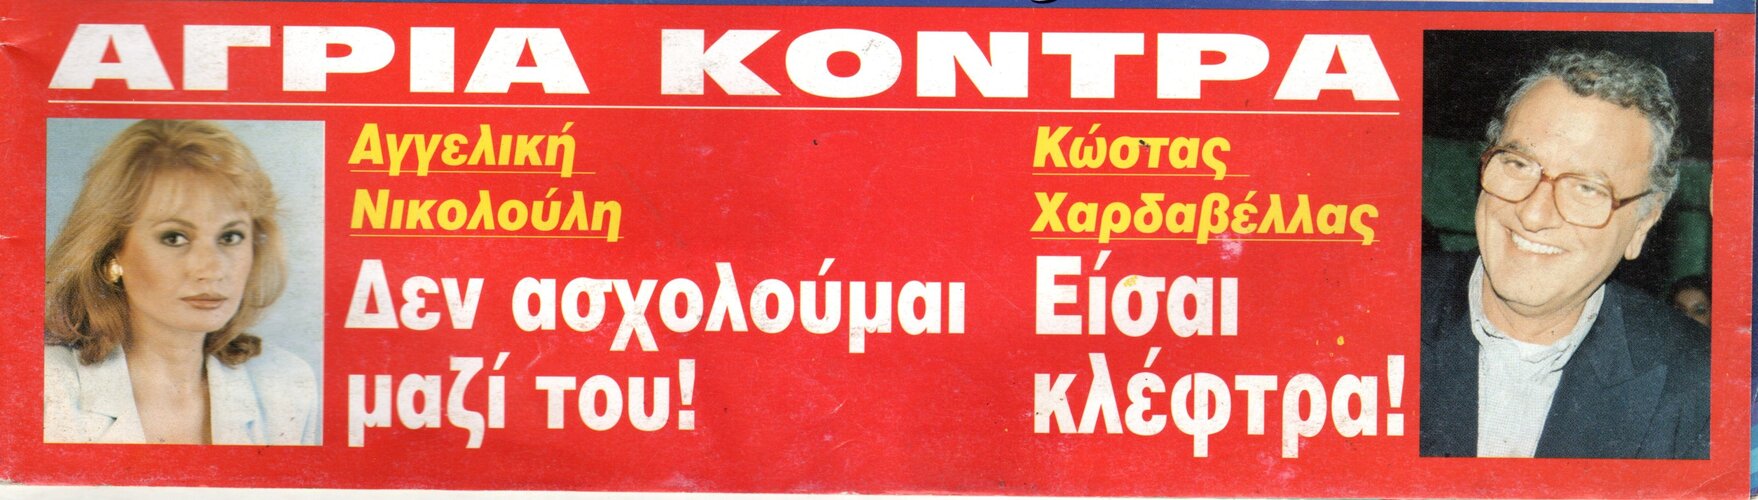 ΑΓΡΙΑ ΚΟΝΤΡΑ
Αγγελική
Νικολούλη
Δεν ασχολούμαι
μαζί του!
Κώστας
Χαρδαβέλλας
Είσαι
κλέφτρα!